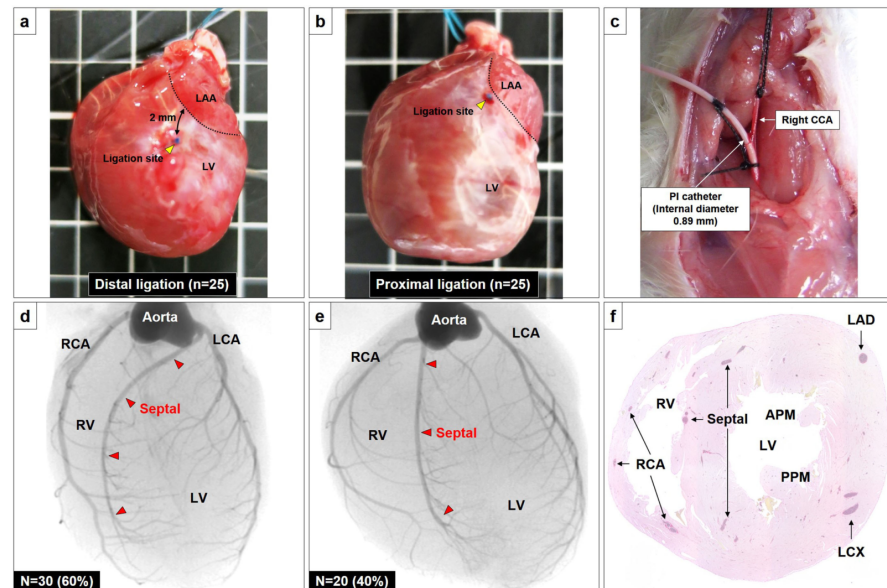 a
LAA
2 mm
Ligation site
LV
Distal ligation (n=25)
b
LAA
Ligation site
LV
Proximal ligation (n=25)
c
Right CCA
PI catheter
(Internal diameter
0.89 mm)
d
Aorta
RCA
LCA
Septal
RV
LV
N=30 (60%)
e
Aorta
LCA
RCA
Septal
RV
LV
N=20 (40%)
f
LAD
RV
Septal
APM
LV
RCA
PPM
LCX